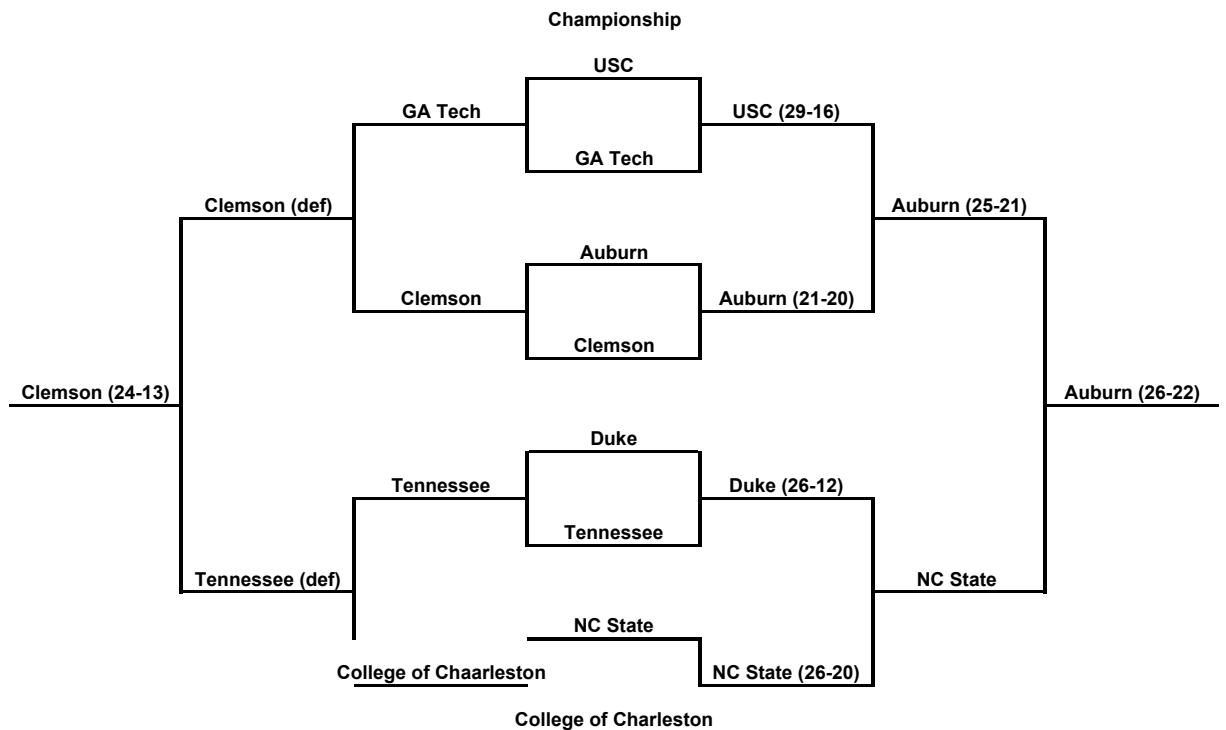 Championship
USC
GA Tech
USC (29-16)
GA Tech
Clemson (def)
Auburn (25-21)
Auburn
Clemson
Auburn (21-20)
Clemson
Clemson (24-13)
Auburn (26-22)
Duke
Tennessee
Duke (26-12)
Tennessee
Tennessee (def)
NC State
NC State
College of Chaarleston
NC State (26-20)
College of Charleston